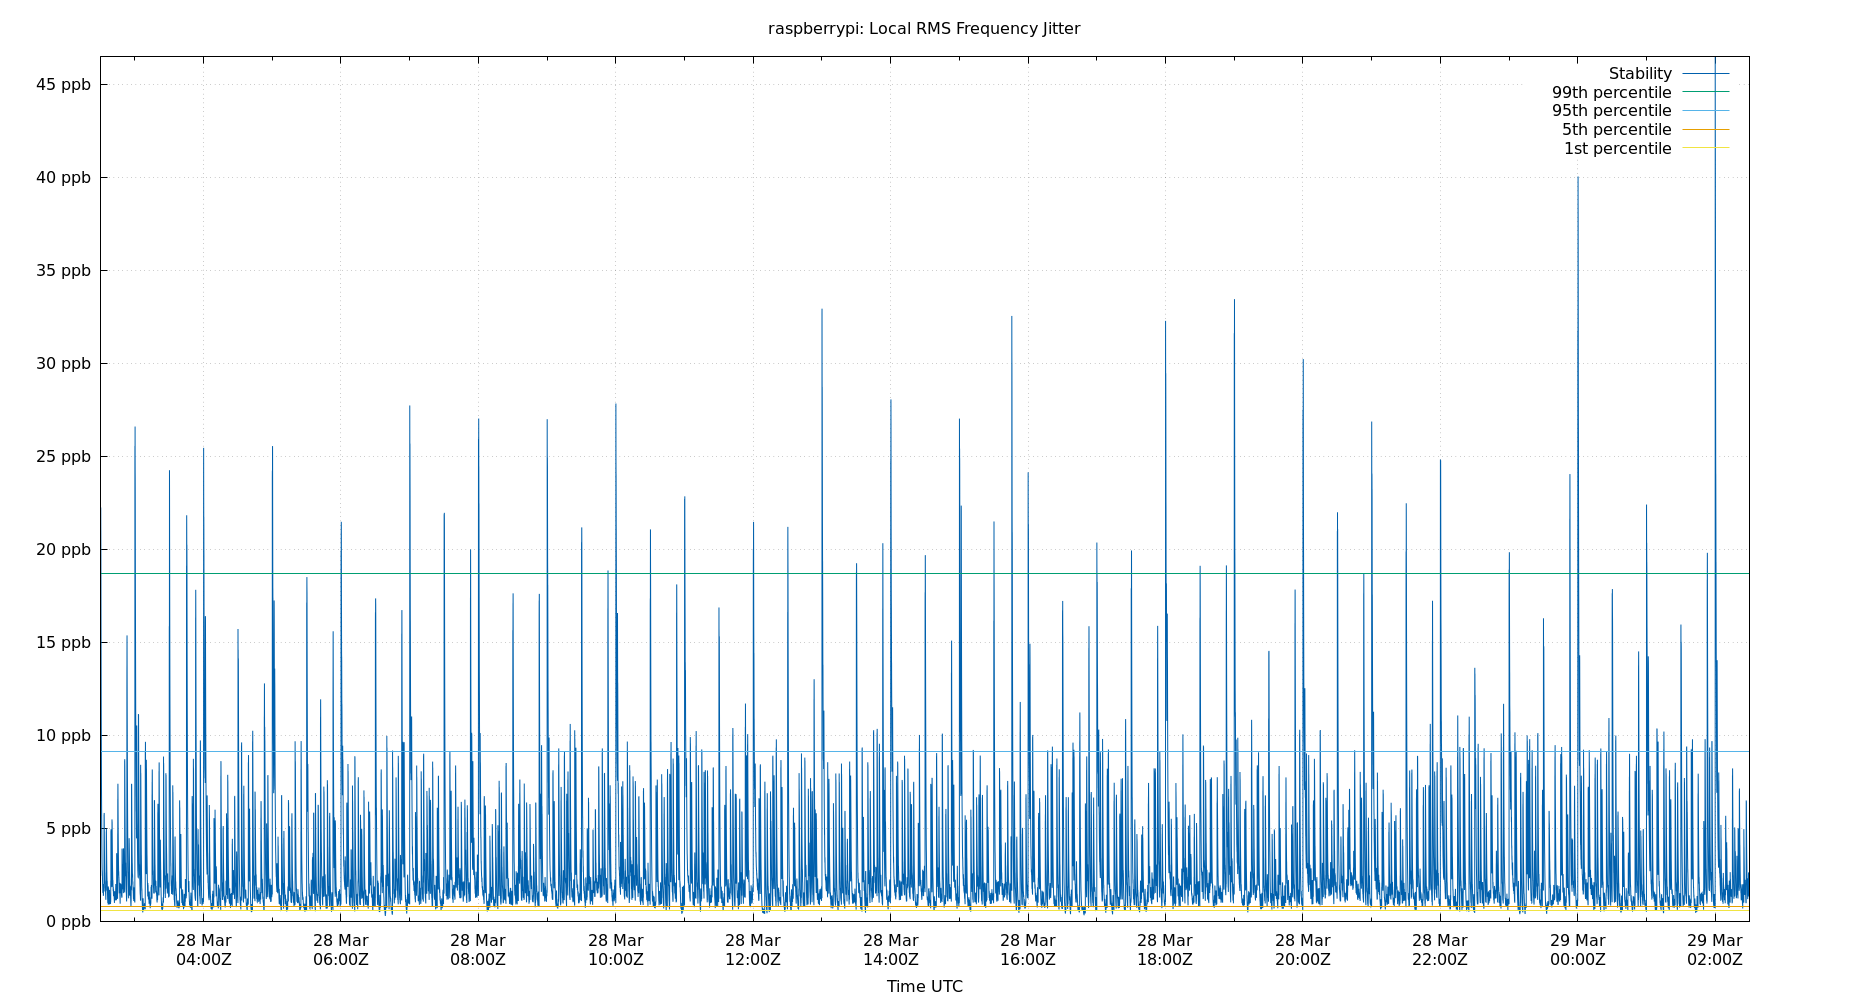 raspberrypi: Local RMS Frequency Jitter
45 ppb
40 ppb
35 ppb
30 ppb
25 ppb
20 ppb
15 ppb
10 ppb
5 ppb
0 ppb
Stability
99th percentile
95th percentile
5th percentile
1st percentile
28 Mar 28 Mar 28 Mar 28 Mar 28 Mar 28 Mar 28 Mar 28 Mar 28 Mar 28 Mar 29 Mar 29 Mar
04:00Z 06:00Z 08:00Z 10:00Z 12:00Z 14:00Z 16:00Z 18:00Z 20:00Z 22:00Z 00:00Z 02:00Z
Time UTC